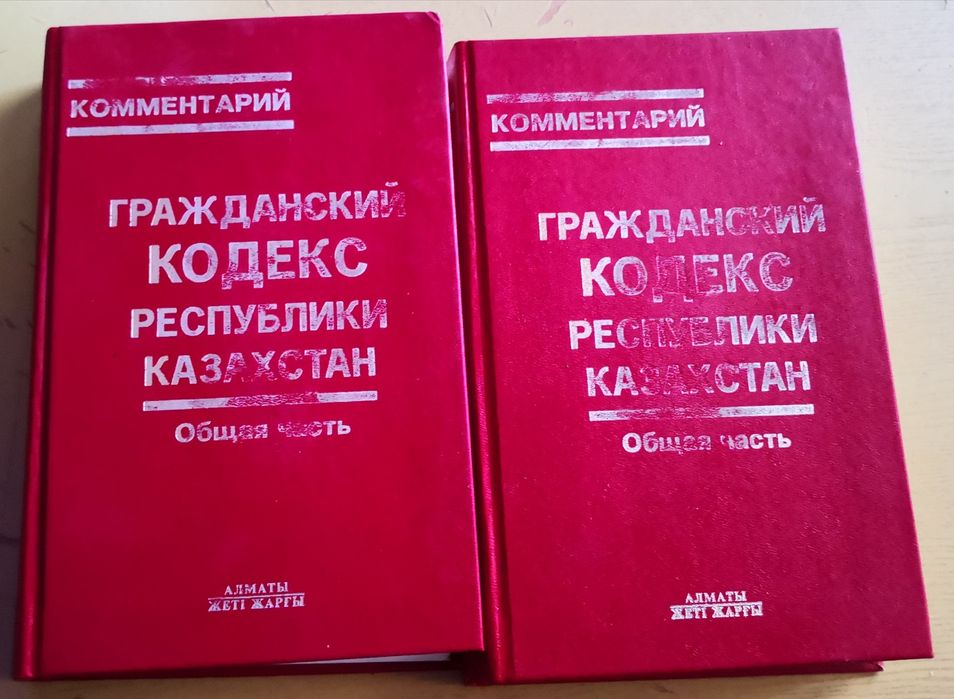 КОММЕНТАРИЙ
ГРАЖДАНСКИЙ
КОДЕКС
РЕСПУБЛИКИ
КАЗАХСТАН
Общая часть
АЛМАТЫ
ЖЕТІ ЖАРҒЫ
КОММЕНТАРИЙ
ГРАЖДАНСКИЙ
КОДЕКС
РЕСПУБЛИКИ
КАЗАХСТАН
Общая часть
АЛМАТЫ
ЖЕТІ ЖАРҒЫ